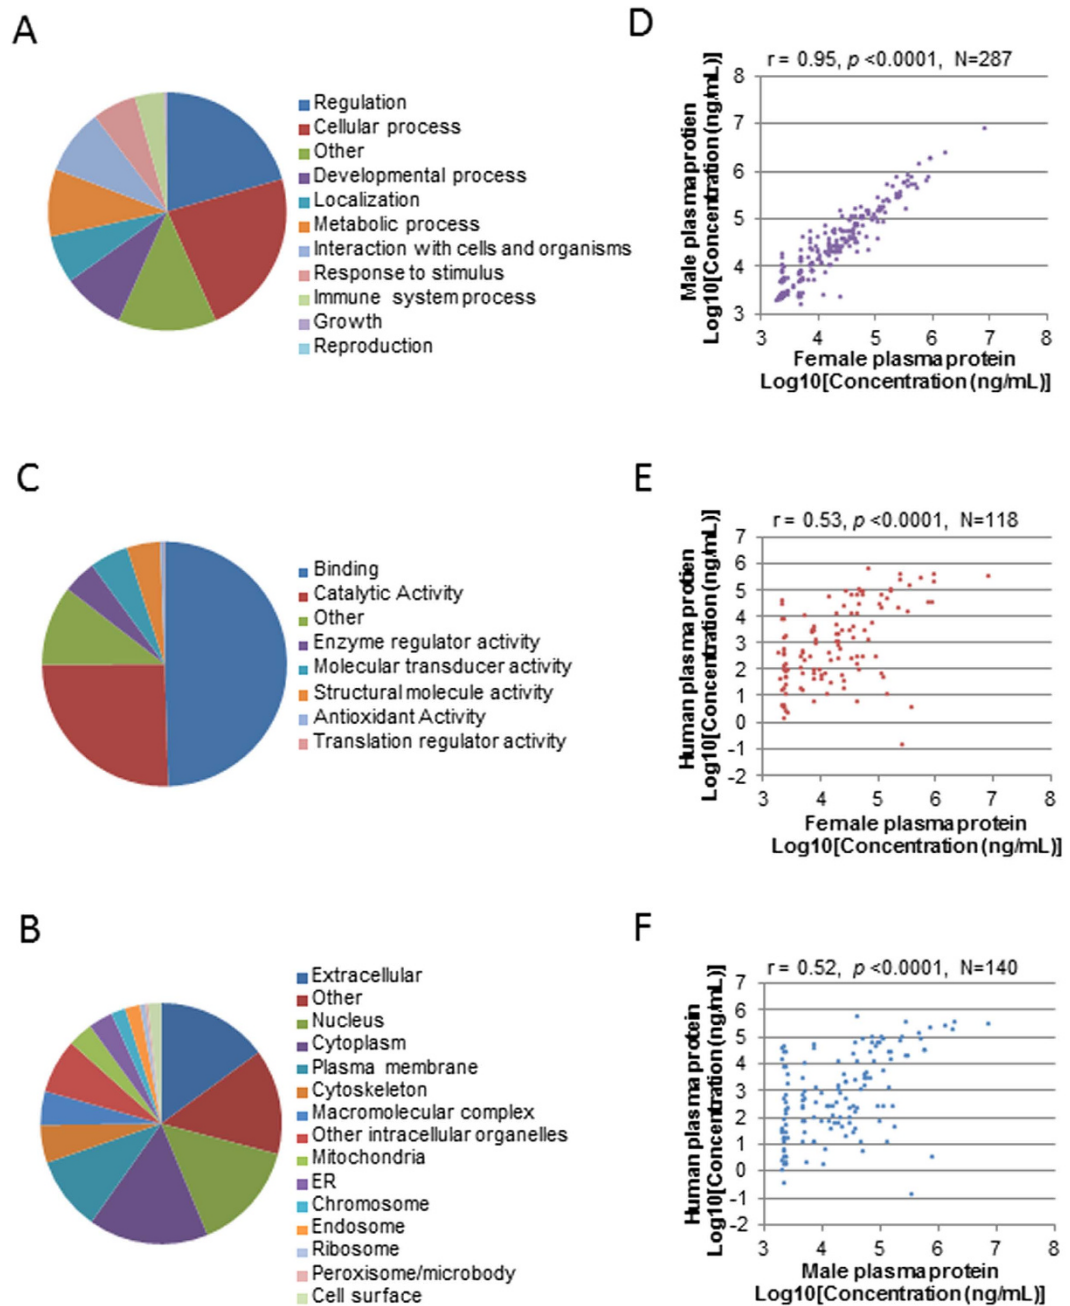 A
Regulation
Cellular process
Other
Developmental process
Localization
Metabolic process
Interaction with cells and organisms
Response to stimulus
Immune system process
Growth
Reproduction
D
r = 0.95, p <0.0001, N=287
Male plasma protien
Log10[Concentration (ng/mL)]
8
7
6
5
4
3
3 4 5 6 7 8
Female plasma protein
Log10[Concentration (ng/mL)]
C
Binding
Catalytic Activity
Other
Enzyme regulator activity
Molecular transducer activity
Structural molecule activity
Antioxidant Activity
Translation regulator activity
E
r = 0.53, p <0.0001, N=118
Human plasma protien
Log10[Concentration (ng/mL)]
7
6
5
4
3
2
1
0
-1
-2
3 4 5 6 7 8
Female plasma protein
Log10[Concentration (ng/mL)]
B
Extracellular
Other
Nucleus
Cytoplasm
Plasma membrane
Cytoskeleton
Macromolecular complex
Other intracellular organelles
Mitochondria
ER
Chromosome
Endosome
Ribosome
Peroxisome/microbody
Cell surface
F
r = 0.52, p <0.0001, N=140
Human plasma protein
Log10[Concentration (ng/mL)]
7
6
5
4
3
2
1
0
-1
-2
3 4 5 6 7 8
Male plasma protein
Log10[Concentration (ng/mL)]